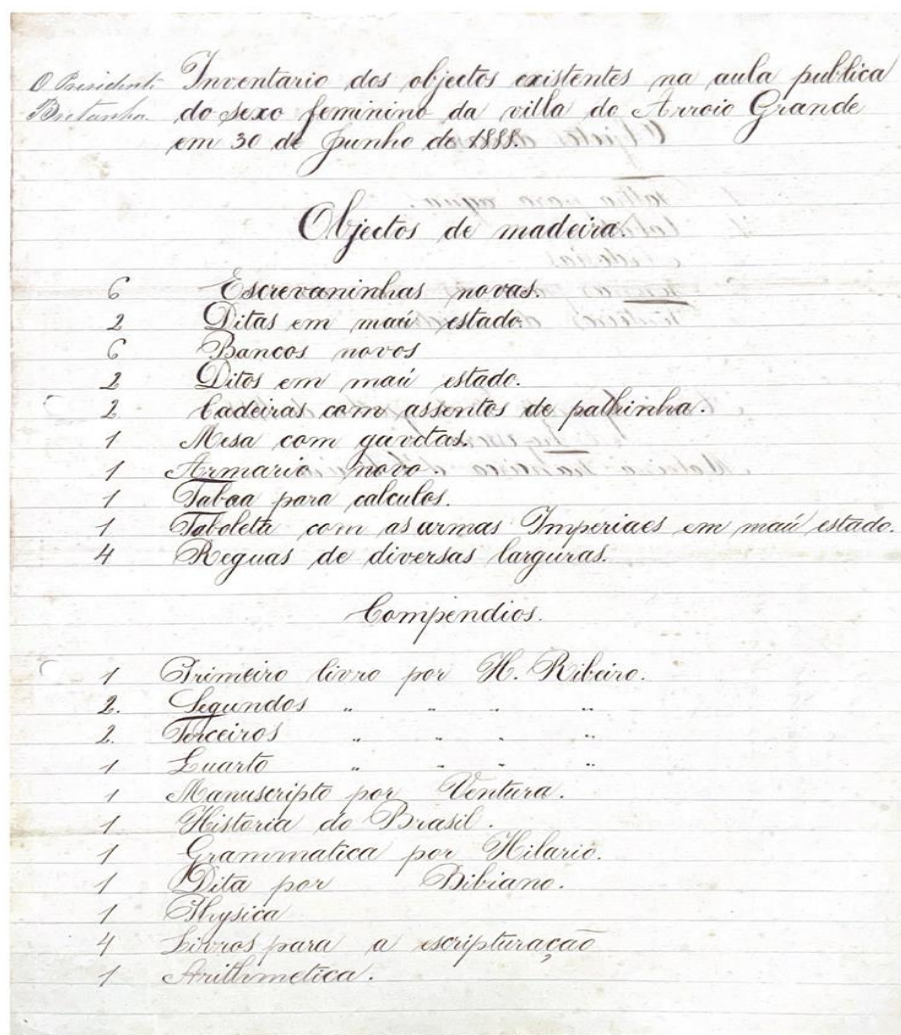 O Presidente
Bretanha.
Inventario dos objectos existentes na aula publica
do sexo feminino da villa do Arroio Grande
em 30 de Junho de 1888.
Objectos de madeira.
6 Escrevaninhas novas.
2 Ditas em maú estado
6 Bancos novos
2 Ditos em maú estado.
2 Cadeiras com assentos de palhinha.
1 Mesa com gavetas.
1 Armario novo
1 Taboa para calculos.
1 Taboleta com as armas Imperiaes em maú estado.
4 Reguas de diversas larguras.
Compendios.
1 Primeiro livro por H. Ribeiro.
2. Segundos " " " "
2. Terceiros " " " "
1 Quarto " " " "
1 Manuscripto por Ventura.
1 Historia do Brasil.
1 Grammatica por Hilario.
1 Dita por Bibiano.
1 Physica
4 Livros para a escripturação
1 Arithmetica.